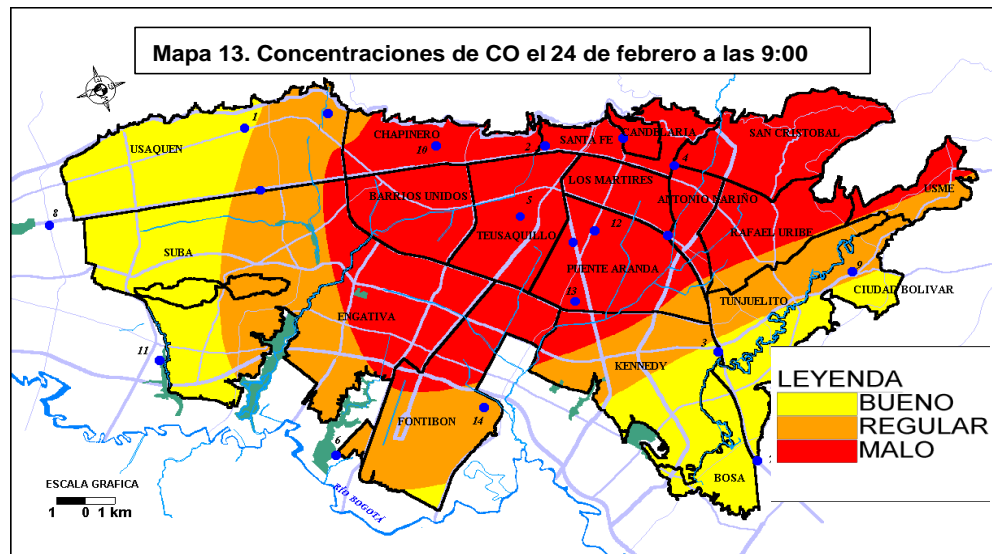 Mapa 13. Concentraciones de CO el 24 de febrero a las 9:00
USAQUEN
1
CHAPINERO
10
2
SANTA FE
CANDELARIA
SAN CRISTOBAL
4
USME
LOS MARTIRES
BARRIOS UNIDOS
ANTONIO NARIÑO
5
8
TEUSAQUILLO
12
RAFAEL URIBE
SUBA
PUENTE ARANDA
9
CIUDAD BOLIVAR
TUNJUELITO
13
ENGATIVA
11
3
KENNEDY
FONTIBON
14
6
BOSA
RÍO BOGOTÁ
LEYENDA
BUENO
REGULAR
MALO
ESCALA GRAFICA
1 0 1 km